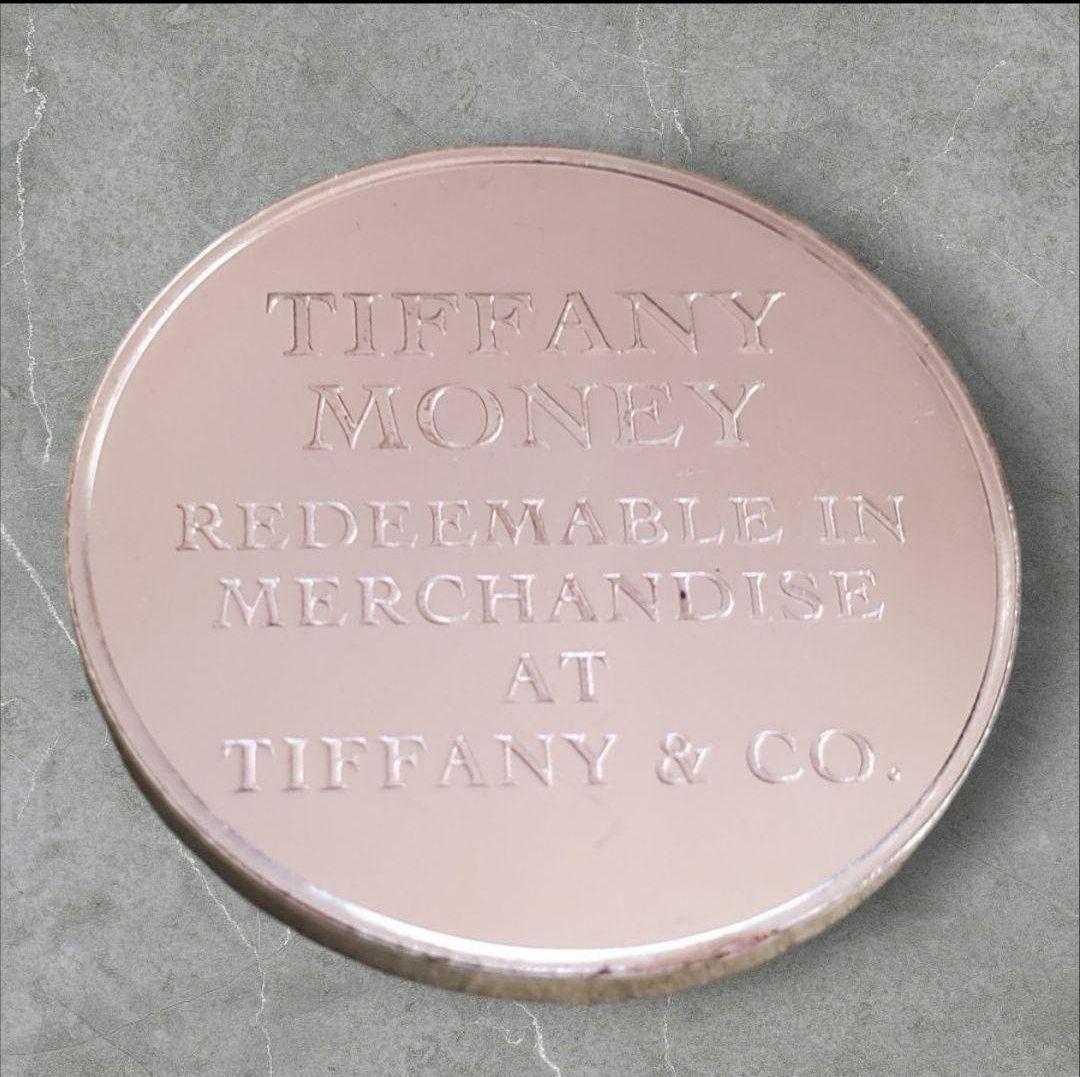 TIFFANY
MONEY
REDEEMABLE IN
MERCHANDISE
AT
TIFFANY & CO.